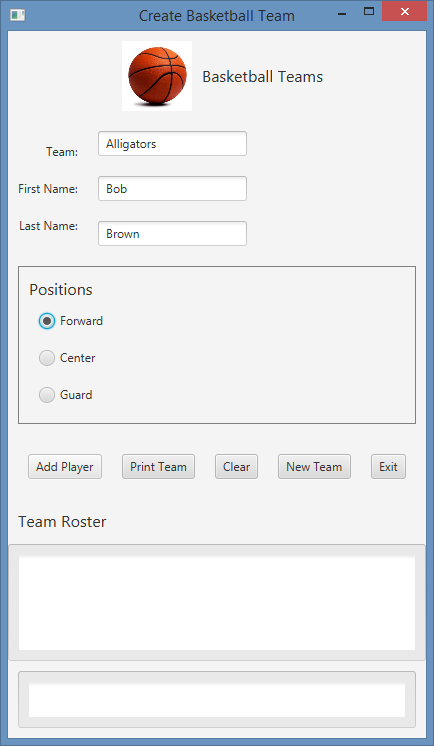 Create Basketball Team
Basketball Teams
Team: Alligators
First Name: Bob
Last Name: Brown
Positions
Forward
Center
Guard
Add Player Print Team Clear New Team Exit
Team Roster